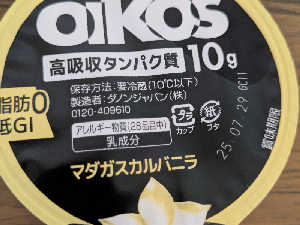 OIKOS
高吸収タンパク質 10g
脂肪0
低GI
保存方法:要冷蔵(10℃以下)
製造者:ダノンジャパン(株)
0120-409610
アレルギー物質(28品目中)
乳成分
プラ
カップ
紙
フタ
25.07.29
賞味期限
マダガスカルバニラ